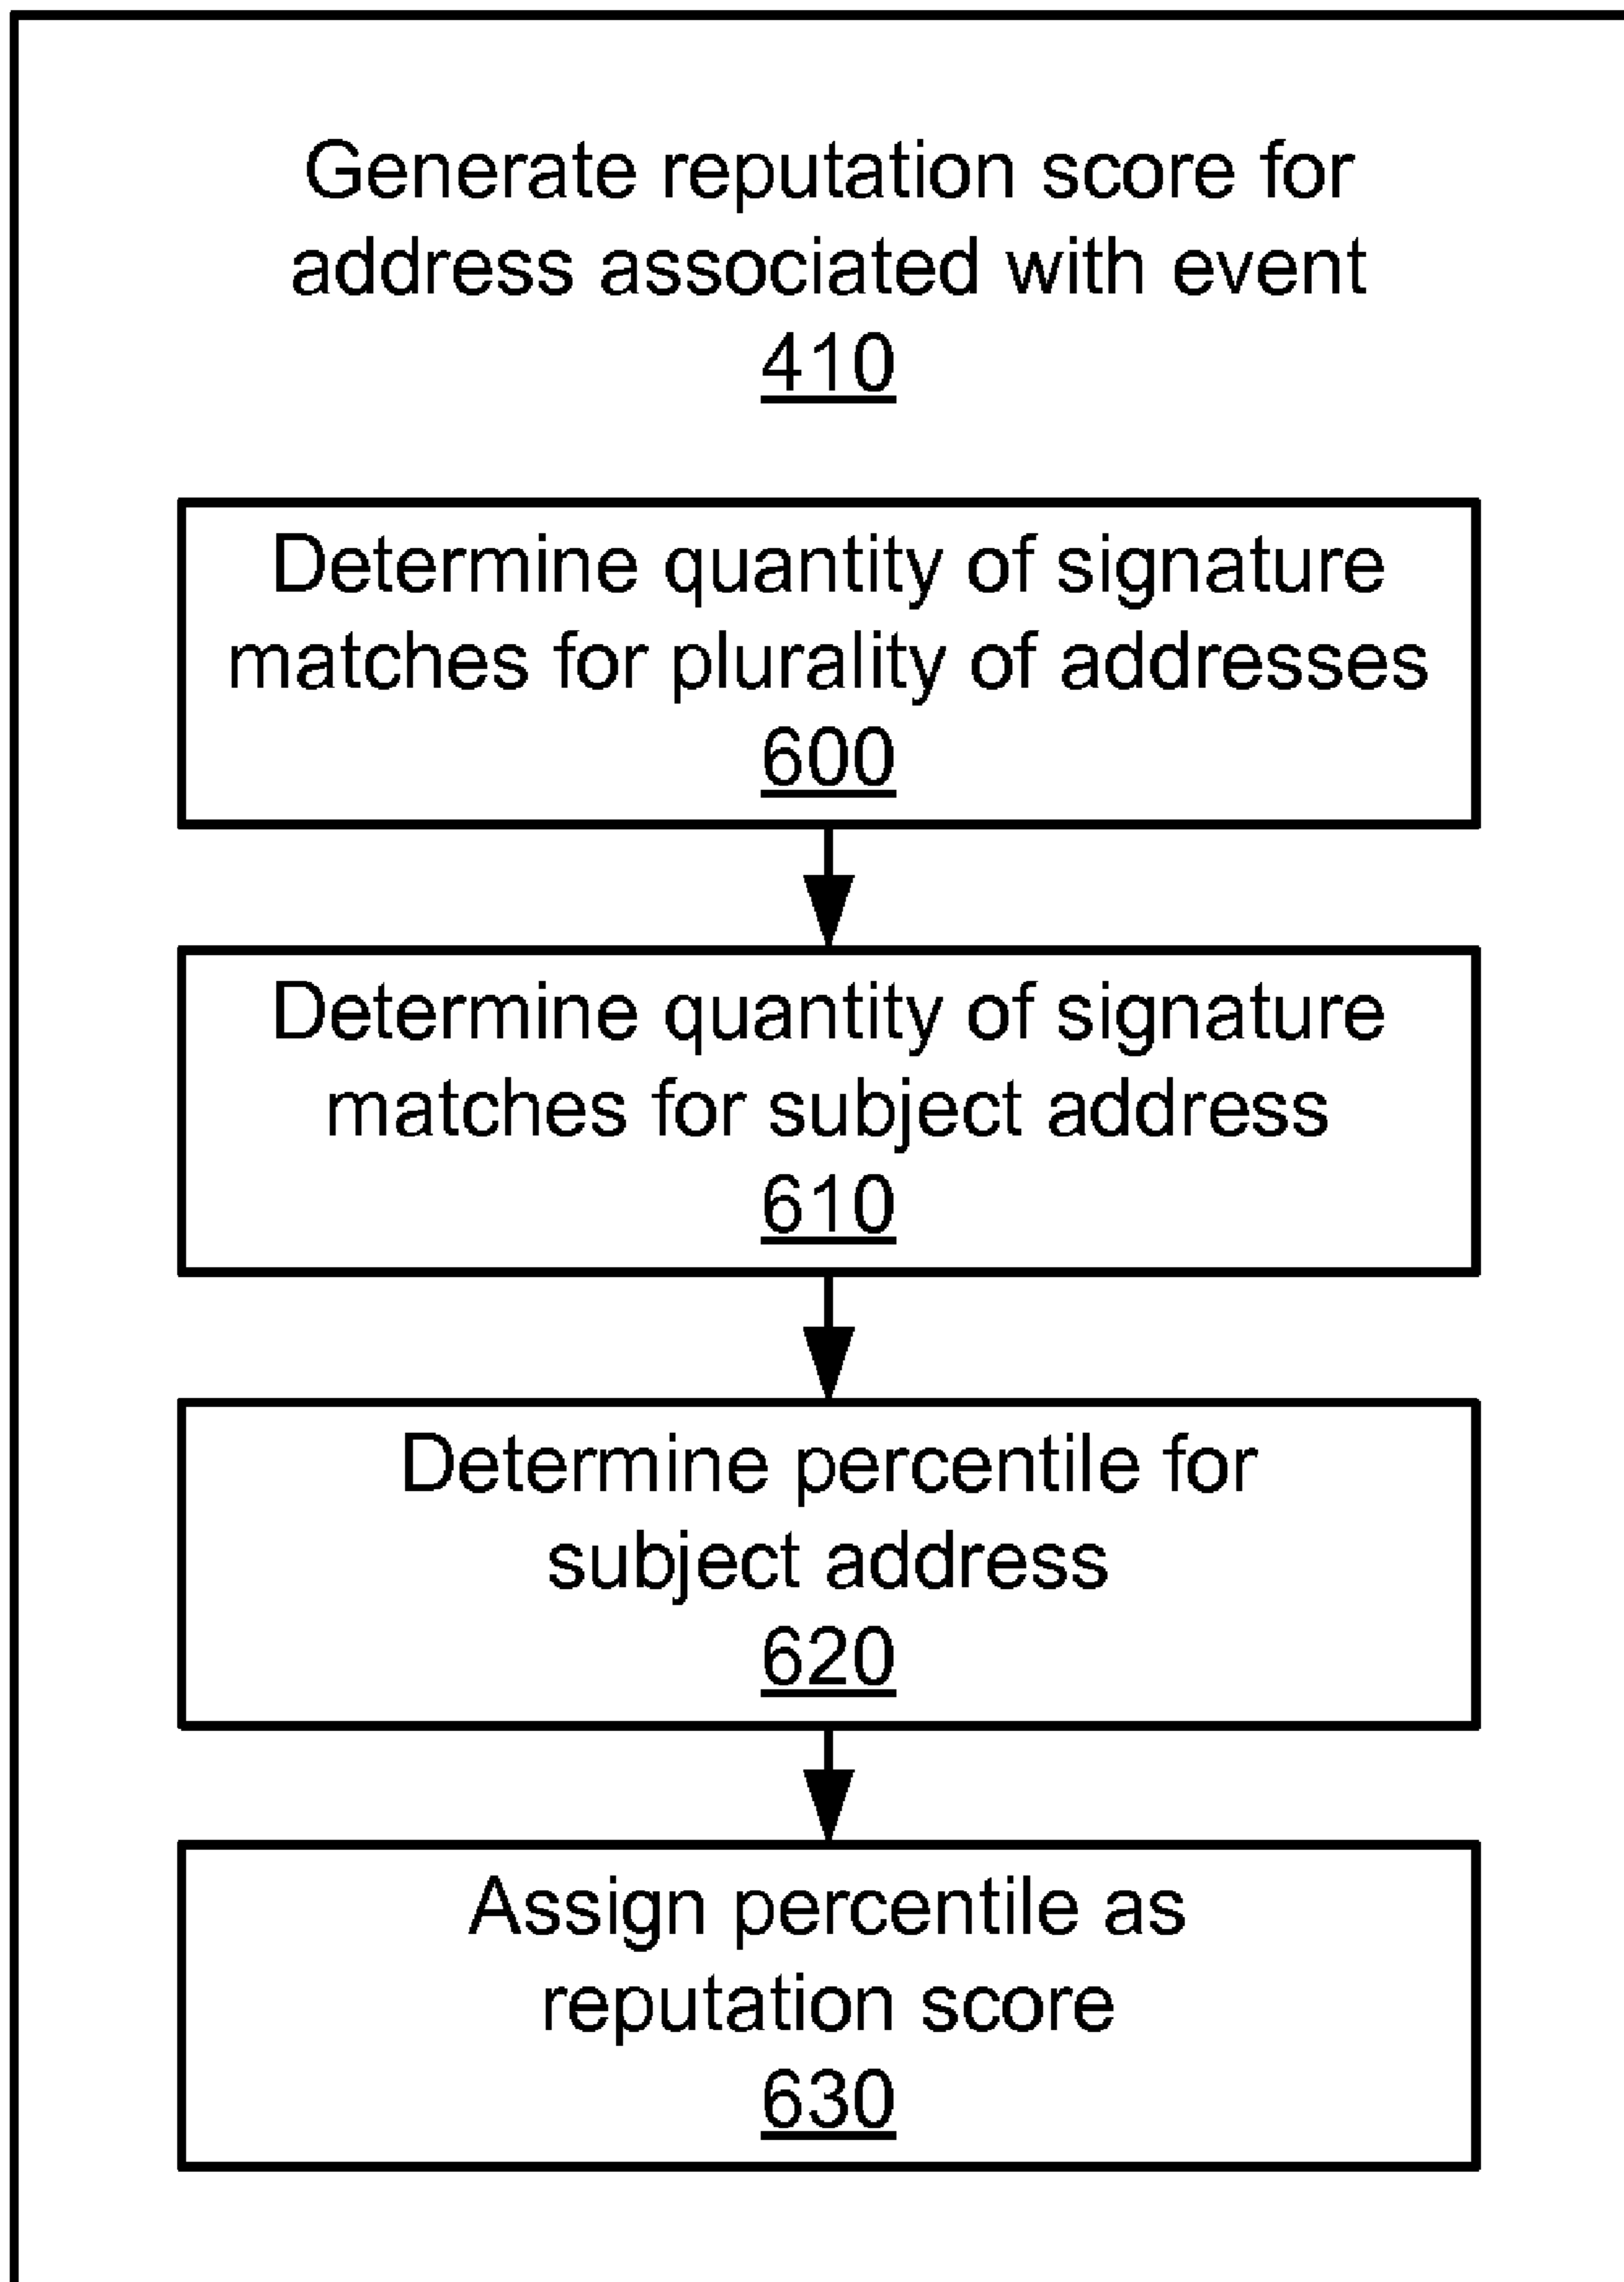 Generate reputation score for
address associated with event
410
Determine quantity of signature
matches for plurality of addresses
600
Determine quantity of signature
matches for subject address
610
Determine percentile for
subject address
620
Assign percentile as
reputation score
630